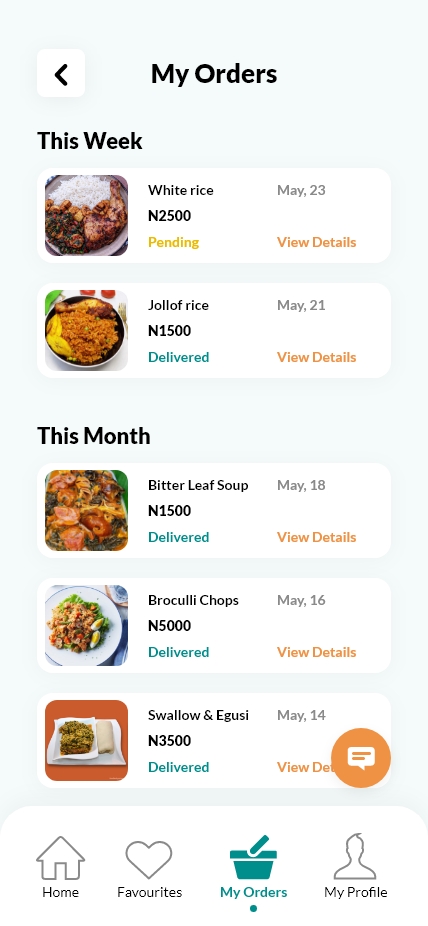 My Orders
This Week
White rice May, 23
N2500
Pending View Details
Jollof rice May, 21
N1500
Delivered View Details
This Month
Bitter Leaf Soup May, 18
N1500
Delivered View Details
Broculli Chops May, 16
N5000
Delivered View Details
Swallow & Egusi May, 14
N3500
Delivered View
Home Favourites My Orders My Profile